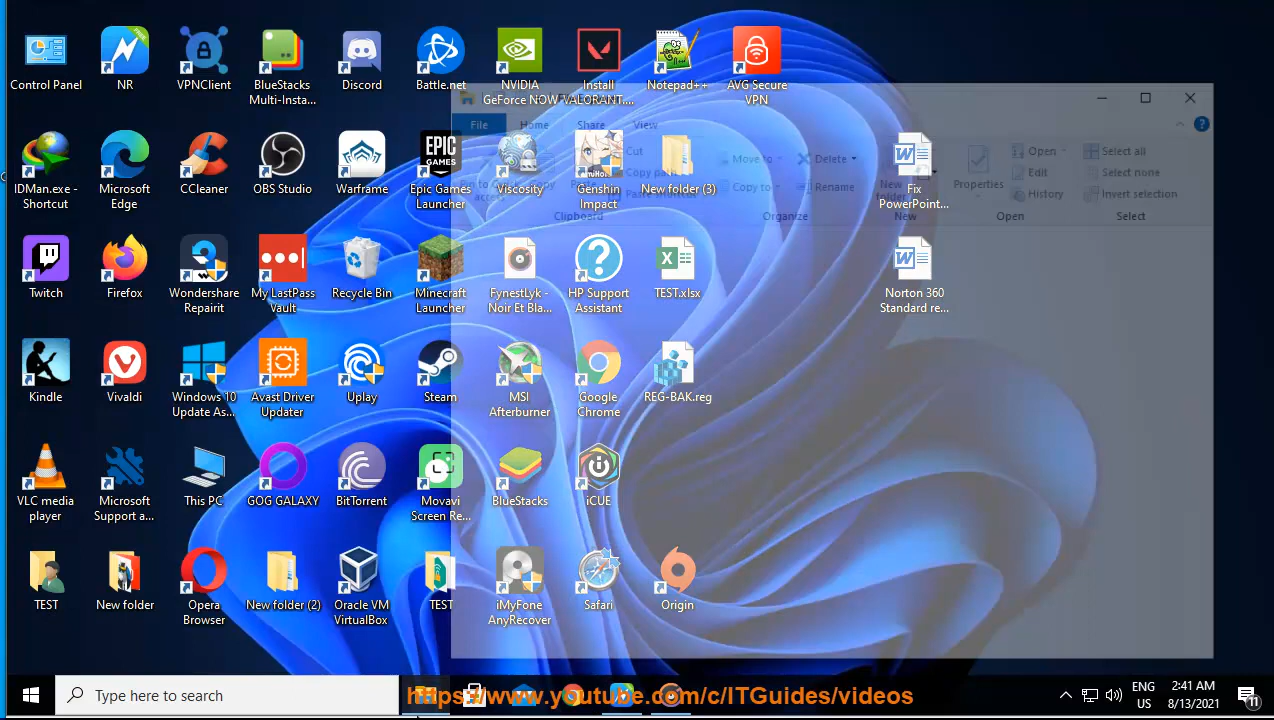 Control Panel
NR
VPNClient
BlueStacks
Multi-Insta...
Discord
Battle.net
NVIDIA
GeForce NOW
Install
VALORANT....
Notepad++
AVG Secure
VPN
File
Home
Share
View
IDMan.exe -
Shortcut
Microsoft
Edge
CCleaner
OBS Studio
Warframe
EPIC
GAMES
Epic Games
Launcher
Viscosity
Genshin
Impact
New folder (3)
Fix
PowerPoint...
Cut
Copy path
Move to
Copy to
Delete
Rename
New
Properties
Open
Edit
History
Select all
Select none
Invert selection
Clipboard
Organize
New
Open
Select
Twitch
Firefox
Wondershare
Repairit
My LastPass
Vault
Recycle Bin
Minecraft
Launcher
FynestLyk -
Noir Et Bla...
HP Support
Assistant
TEST.xlsx
Norton 360
Standard re...
Kindle
Vivaldi
Windows 10
Update As...
Avast Driver
Updater
Uplay
Steam
MSI
Afterburner
Google
Chrome
REG-BAK.reg
VLC media
player
Microsoft
Support a...
This PC
GOG GALAXY
BitTorrent
Movavi
Screen Re...
BlueStacks
iCUE
TEST
New folder
Opera
Browser
New folder (2)
Oracle VM
VirtualBox
TEST
iMyFone
AnyRecover
Safari
Origin
Type here to search
https://www.youtube.com/c/ITGuides/videos
ENG
US
2:41 AM
8/13/2021
11